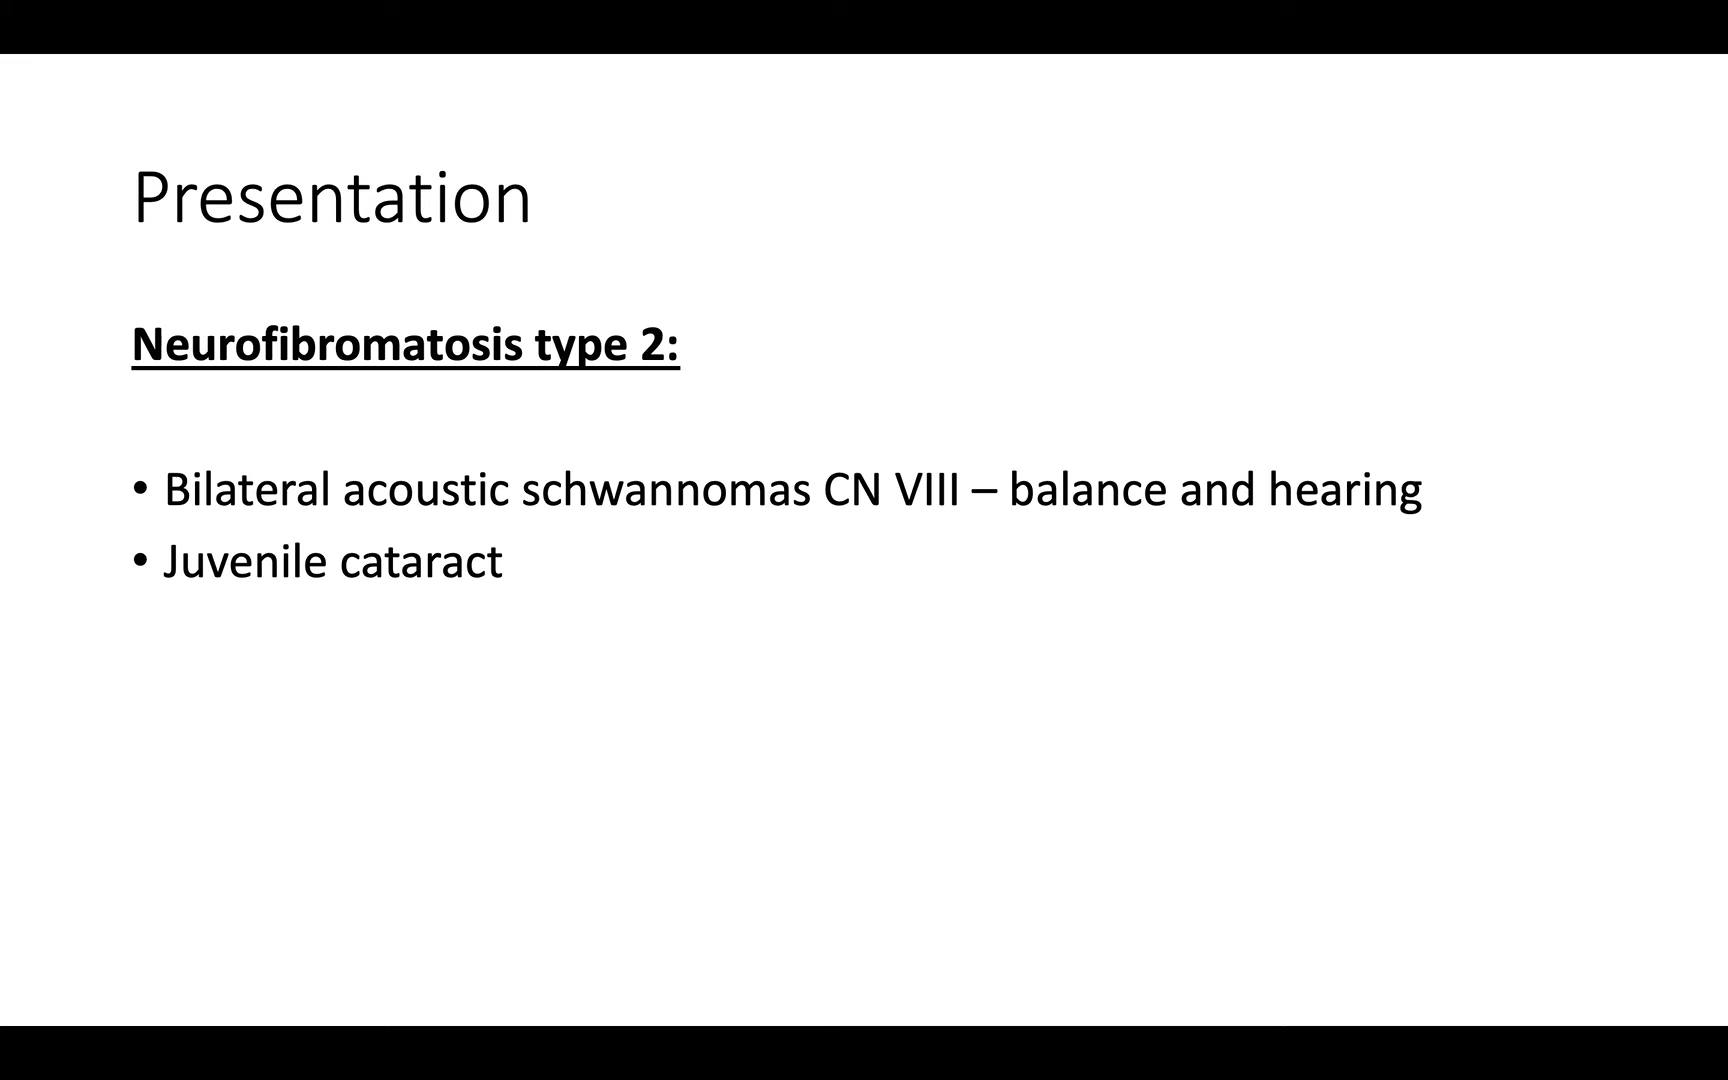 Presentation
Neurofibromatosis type 2:
• Bilateral acoustic schwannomas CN VIII – balance and hearing
• Juvenile cataract